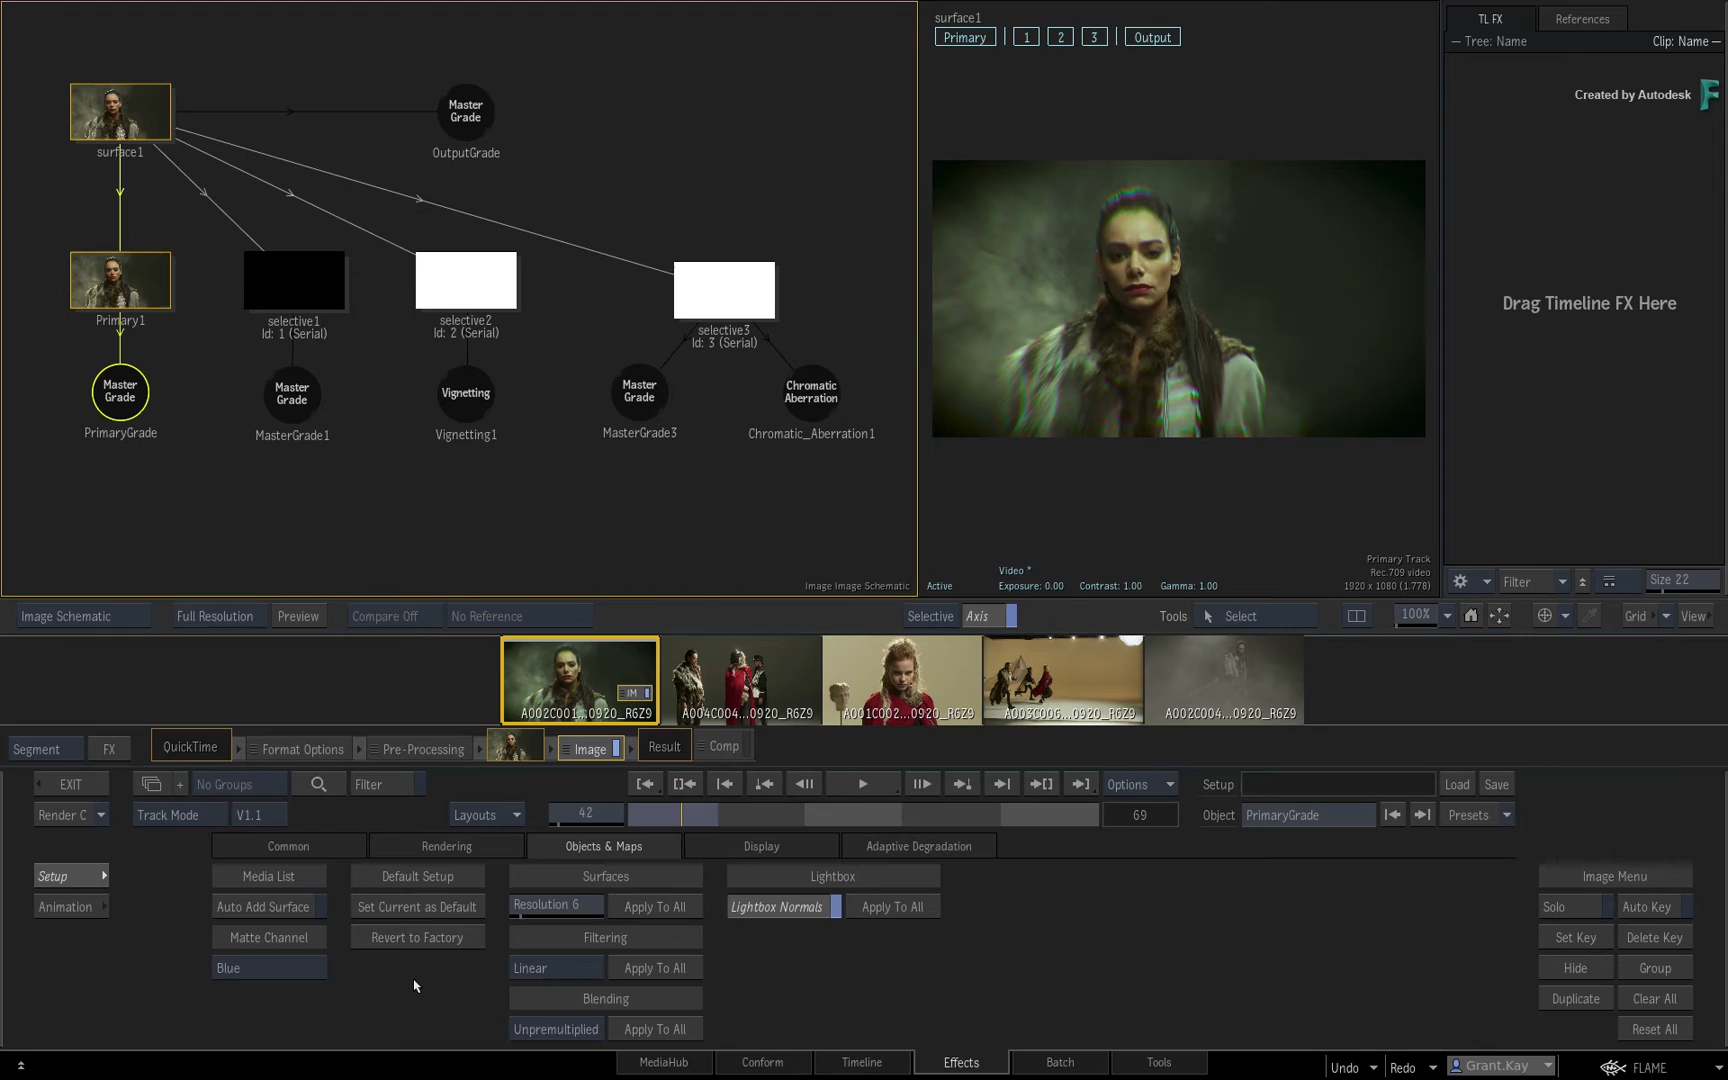 surface1
Primary | 1 2 3 | Output
TL FX
References
Tree: Name
Clip: Name
Created by Autodesk
Master Grade
surface1
OutputGrade
Primary1
selective1
Id: 1 (Serial)
selective2
Id: 2 (Serial)
selective3
Id: 3 (Serial)
Drag Timeline FX Here
Master Grade
Master Grade
Vignetting
Master Grade
Chromatic Aberration
PrimaryGrade
MasterGrade1
Vignetting1
MasterGrade3
Chromatic_Aberration1
Primary Track
Rec.709 video
1920 x 1080 (1.778)
Video *
Image Image Schematic
Active
Exposure: 0.00
Contrast: 1.00
Gamma: 1.00
Filter
Size 22
Image Schematic
Full Resolution
Preview
Compare Off
No Reference
Selective
Axis
Tools
Select
100%
Grid
View
IM
A002C001...0920_R6Z9
A004C004...0920_R6Z9
A001C002...0920_R6Z9
A003C006...0920_R6Z9
A002C004...0920_R6Z9
Segment
FX
QuickTime
Format Options
Pre-Processing
Image
Result
Comp
EXIT
No Groups
Filter
Options
Setup
Load
Save
Render C
Track Mode
V1.1
Layouts
42
69
Object
PrimaryGrade
Presets
Common
Rendering
Objects & Maps
Display
Adaptive Degradation
Setup
Media List
Default Setup
Surfaces
Lightbox
Image Menu
Animation
Auto Add Surface
Set Current as Default
Resolution 6
Apply To All
Lightbox Normals
Apply To All
Solo
Auto Key
Matte Channel
Revert to Factory
Filtering
Set Key
Delete Key
Blue
Linear
Apply To All
Hide
Group
Blending
Duplicate
Clear All
Unpremultiplied
Apply To All
Reset All
MediaHub
Conform
Timeline
Effects
Batch
Tools
Undo
Redo
Grant.Kay
FLAME